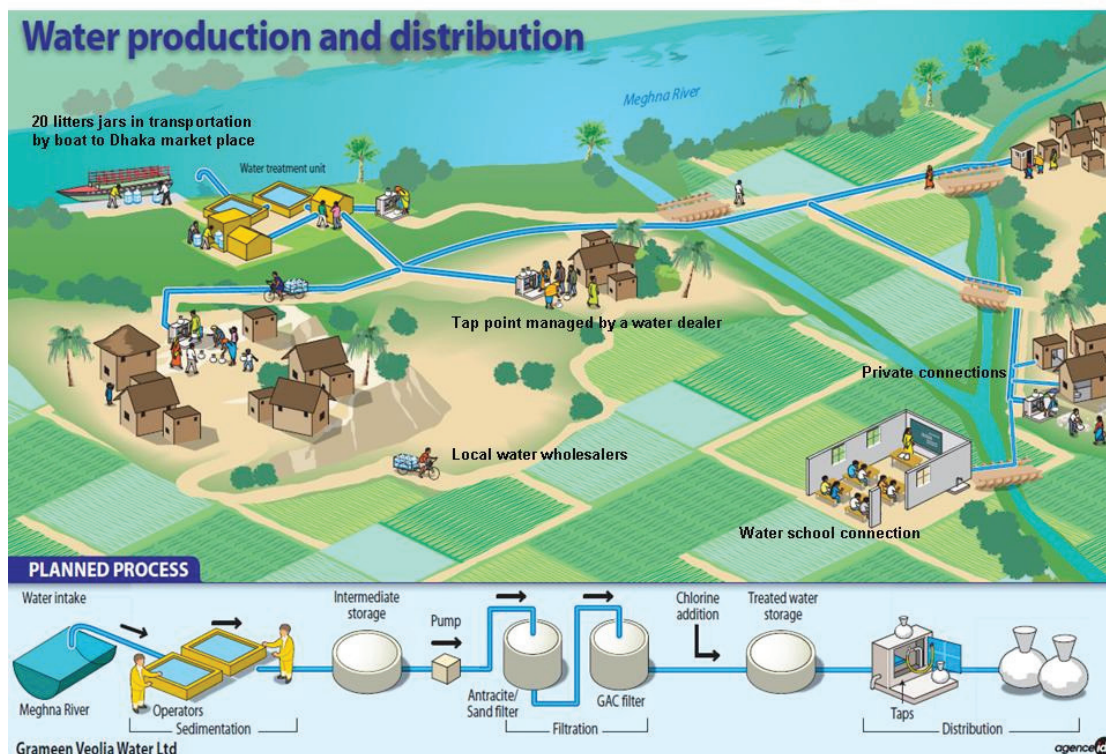 Water production and distribution
Meghna River
20 litters jars in transportation
by boat to Dhaka market place
Water treatment unit
Tap point managed by a water dealer
Private connections
Local water wholesalers
Water school connection
PLANNED PROCESS
Water intake
Intermediate
storage
Pump
Chlorine
addition
Treated water
storage
Antracite/
Sand filter
GAC filter
Meghna River
Operators
Taps
Sedimentation
Filtration
Distribution
Grameen Veolia Water Ltd
agence